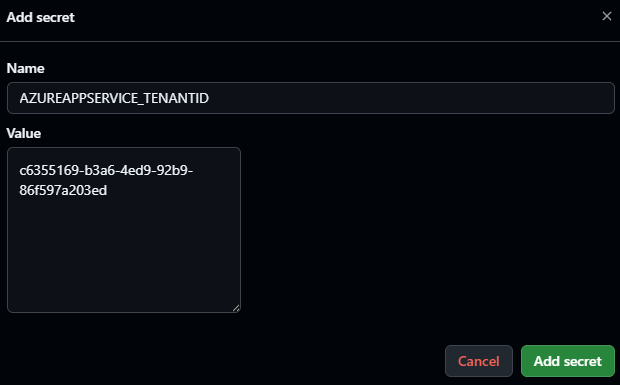 Add secret
Name
AZUREAPPSERVICE_TENANTID
Value
c6355169-b3a6-4ed9-92b9-
86f597a203ed
Cancel
Add secret